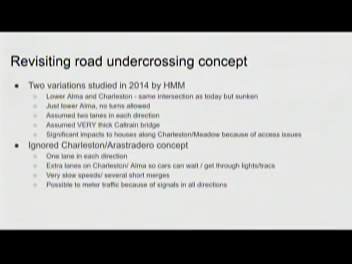 Revisiting road undercrossing concept
● Two variations studied in 2014 by HMM
○ Lower Alma and Charleston - same intersection as today but sunken
○ Just lower Alma, no turns allowed
○ Assumed two lanes in each direction
○ Assumed VERY thick Caltrain bridge
○ Significant impacts to houses along Charleston/Meadow because of access issues
● Ignored Charleston/Arastradero concept
○ One lane in each direction
○ Extra lanes on Charleston/ Alma so cars can wait / get through lights/tracs
○ Very slow speeds/ several short merges
○ Possible to meter traffic because of signals in all directions